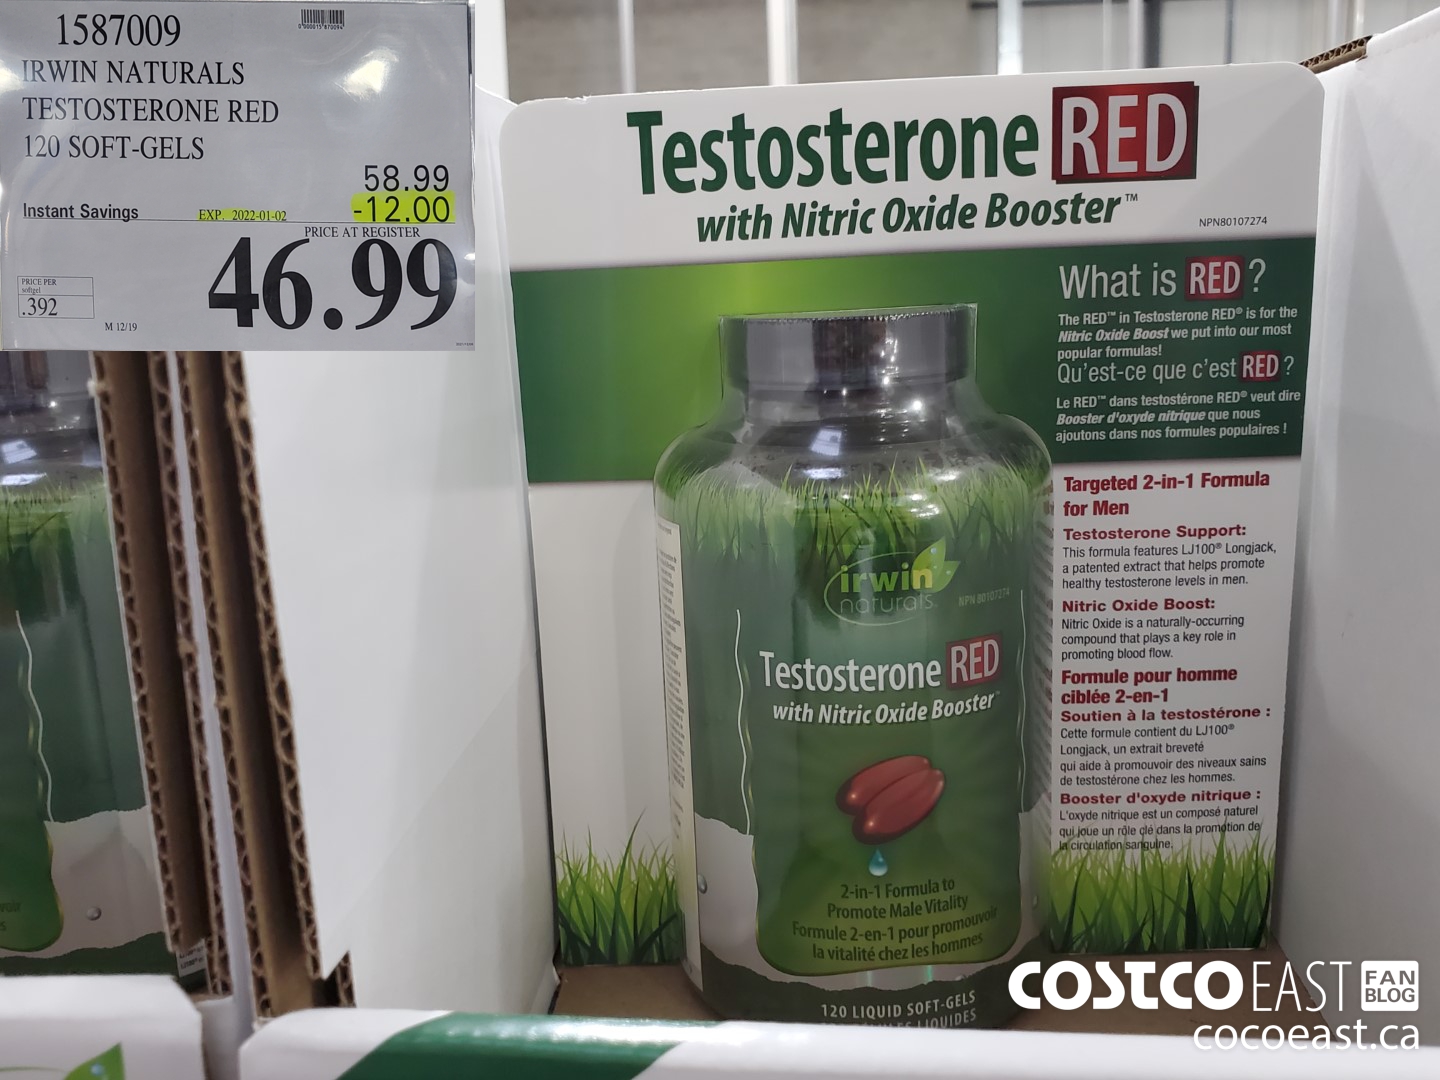 1587009
IRWIN NATURALS
TESTOSTERONE RED
120 SOFT-GELS
58.99
Instant Savings EXP. 2022-01-02 -12.00
PRICE AT REGISTER
46.99
PRICE PER
softgel
.392
M 12/19
Testosterone RED
with Nitric Oxide Booster™
NPN80107274
What is RED ?
The RED™ in Testosterone RED® is for the
Nitric Oxide Boost we put into our most
popular formulas!
Qu'est-ce que c'est RED ?
Le RED™ dans testostérone RED® veut dire
Booster d'oxyde nitrique que nous
ajoutons dans nos formules populaires !
Targeted 2-in-1 Formula
for Men
Testosterone Support:
This formula features LJ100® Longjack,
a patented extract that helps promote
healthy testosterone levels in men.
Nitric Oxide Boost:
Nitric Oxide is a naturally-occurring
compound that plays a key role in
promoting blood flow.
Formule pour homme
ciblée 2-en-1
Soutien à la testostérone :
Cette formule contient du LJ100®
Longjack, un extrait breveté
qui aide à promouvoir des niveaux sains
de testostérone chez les hommes.
Booster d'oxyde nitrique :
L'oxyde nitrique est un composé naturel
qui joue un rôle clé dans la promotion de
la circulation sanguine.
irwin
naturals
NPN 80107274
Testosterone RED
with Nitric Oxide Booster™
2-in-1 Formula to
Promote Male Vitality
Formule 2-en-1 pour promouvoir
la vitalité chez les hommes
120 LIQUID SOFT-GELS
LIQUIDES
COSTCO EAST FAN BLOG
cocoeast.ca